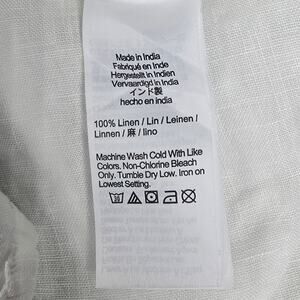 Made in India
Fabriqué en Inde
Hergestellt in Indien
Vervaardigd in India
インド製
hecho en india
100% Linen / Lin / Leinen /
Linnen / 麻 / lino
Machine Wash Cold With Like
Colors. Non-Chlorine Bleach
Only. Tumble Dry Low. Iron on
Lowest Setting.